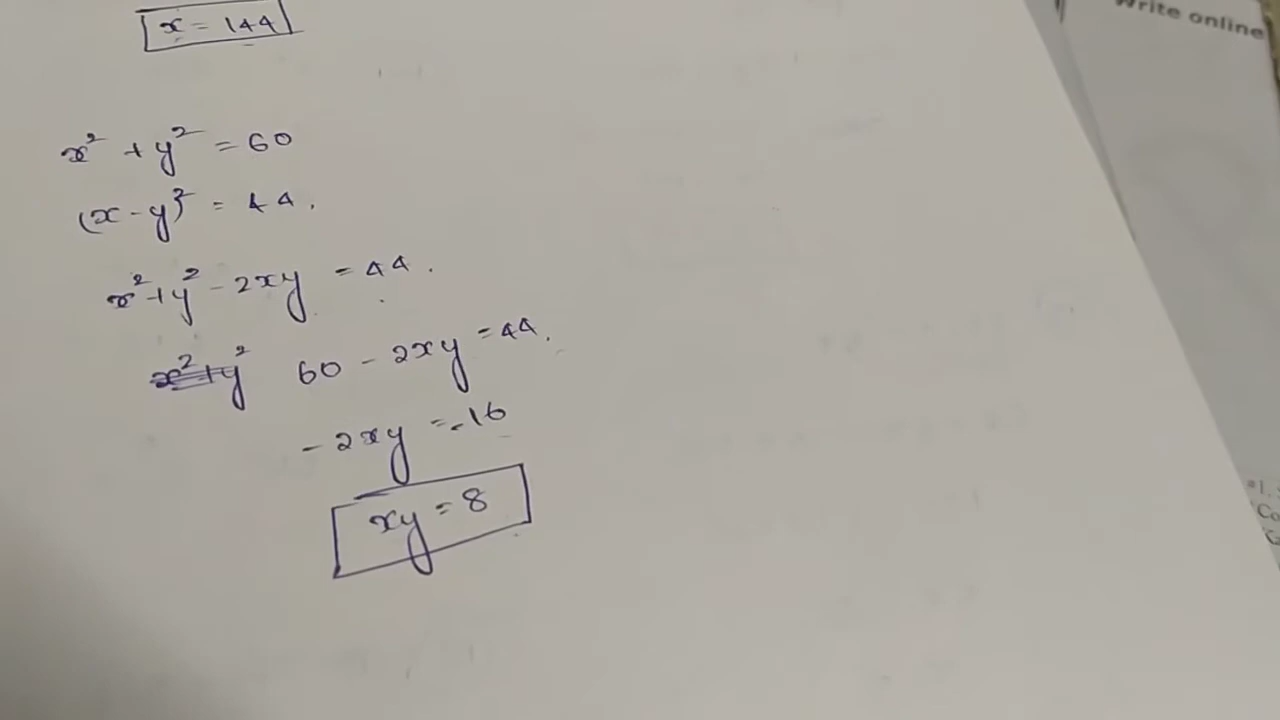 x = 144
Write online
x² + y² = 60
(x - y)² = 44.
x² + y² - 2xy = 44.
x² + y² 60 - 2xy = 44.
- 2xy = -16
xy = 8